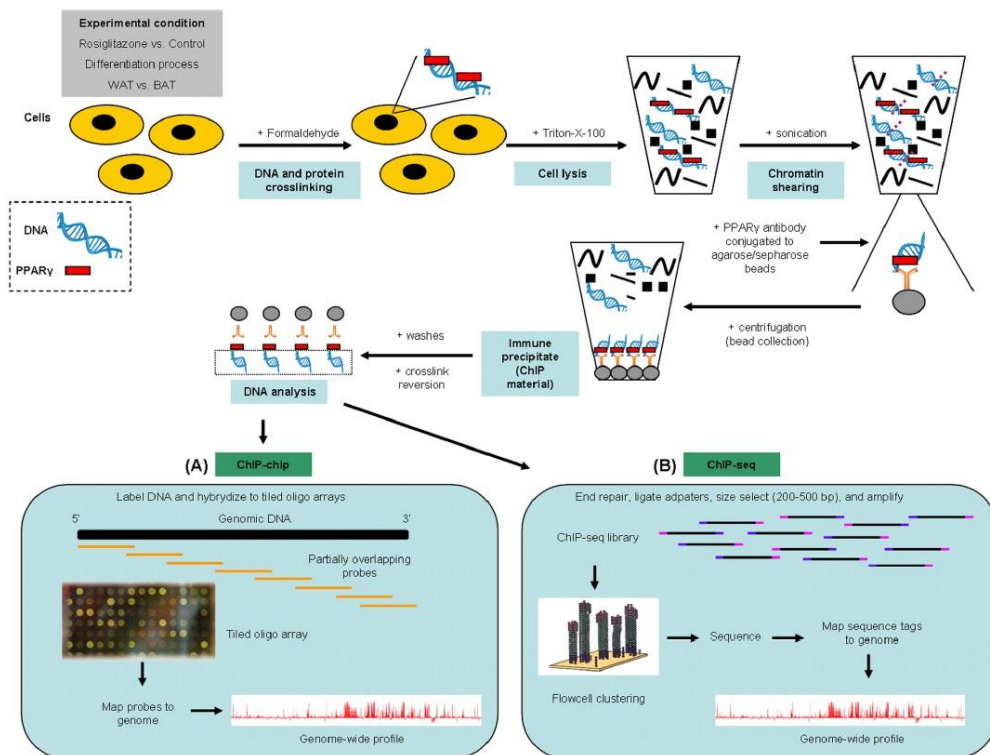 Experimental condition
Rosiglitazone vs. Control
Differentiation process
WAT vs. BAT
Cells
+ Formaldehyde
DNA and protein
crosslinking
+ Triton-X-100
Cell lysis
+ sonication
Chromatin
shearing
DNA
PPARγ
+ PPARγ antibody
conjugated to
agarose/sepharose
beads
+ centrifugation
(bead collection)
Immune
precipitate
(ChIP
material)
+ washes
+ crosslink
reversion
DNA analysis
(A)
ChIP-chip
Label DNA and hybrydize to tiled oligo arrays
5'
Genomic DNA
3'
Partially overlapping
probes
Tiled oligo array
Map probes to
genome
Genome-wide profile
(B)
ChIP-seq
End repair, ligate adpaters, size select (200-500 bp), and amplify
ChIP-seq library
Flowcell clustering
Sequence
Map sequence tags
to genome
Genome-wide profile